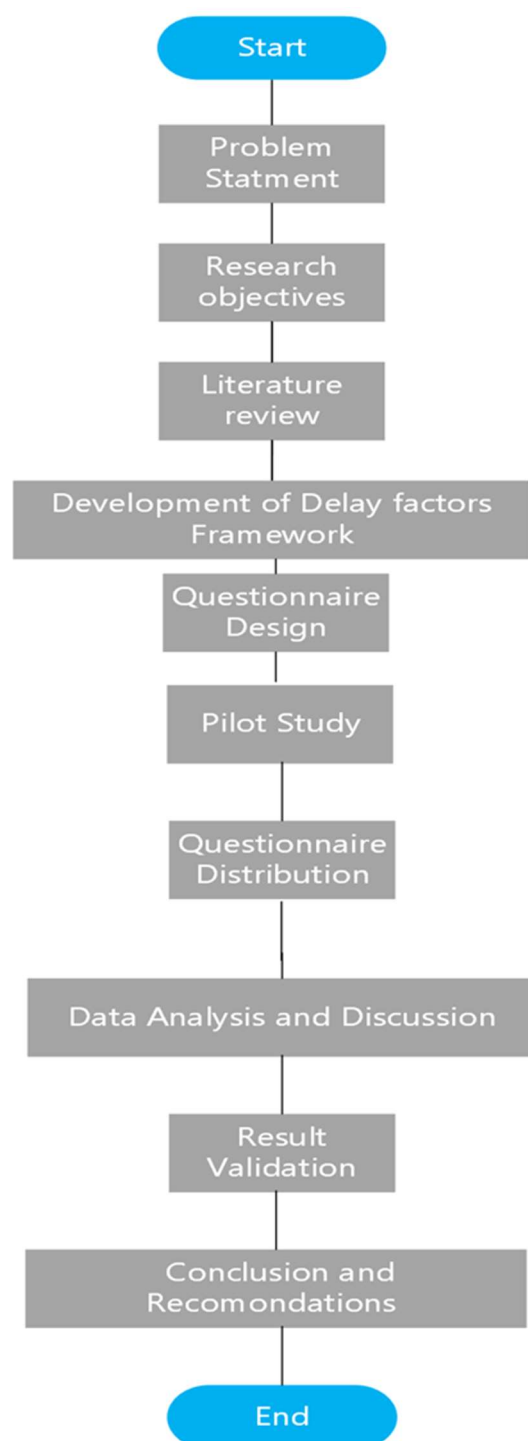 Start
Problem
Statment
Research
objectives
Literature
review
Development of Delay factors
Framework
Questionnaire
Design
Pilot Study
Questionnaire
Distribution
Data Analysis and Discussion
Result
Validation
Conclusion and
Recomondations
End